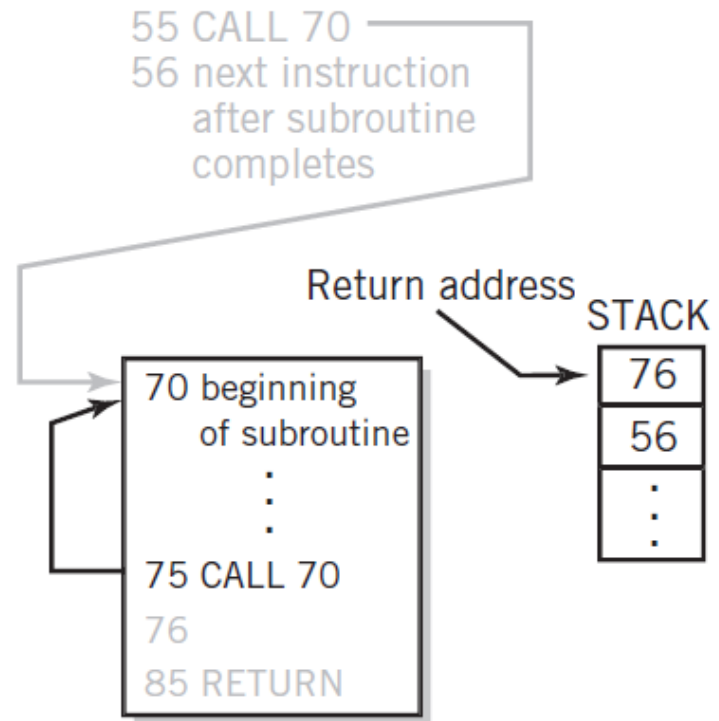 55 CALL 70
56 next instruction
after subroutine
completes
Return address
STACK
76
56
.
.
.
70 beginning
of subroutine
.
.
.
75 CALL 70
76
85 RETURN